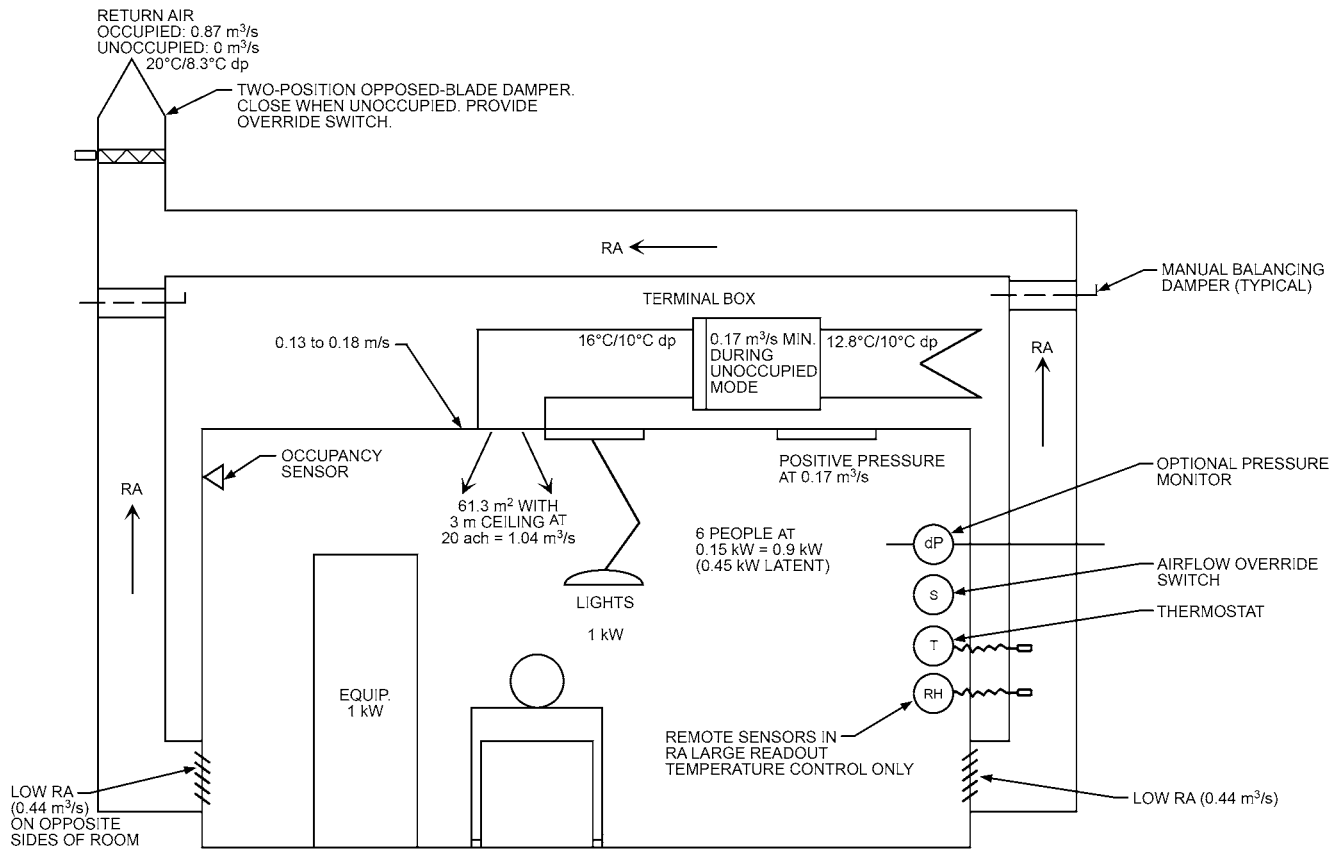 RETURN AIR
OCCUPIED: 0.87 m³/s
UNOCCUPIED: 0 m³/s
20°C/8.3°C dp
TWO-POSITION OPPOSED-BLADE DAMPER.
CLOSE WHEN UNOCCUPIED. PROVIDE
OVERRIDE SWITCH.
RA
MANUAL BALANCING
DAMPER (TYPICAL)
TERMINAL BOX
0.13 to 0.18 m/s
16°C/10°C dp
0.17 m³/s MIN.
DURING
UNOCCUPIED
MODE
12.8°C/10°C dp
RA
OCCUPANCY
SENSOR
RA
61.3 m² WITH
3 m CEILING AT
20 ach = 1.04 m³/s
POSITIVE PRESSURE
AT 0.17 m³/s
OPTIONAL PRESSURE
MONITOR
6 PEOPLE AT
0.15 kW = 0.9 kW
(0.45 kW LATENT)
dP
AIRFLOW OVERRIDE
SWITCH
S
LIGHTS
1 kW
THERMOSTAT
T
EQUIP.
1 kW
RH
REMOTE SENSORS IN
RA LARGE READOUT
TEMPERATURE CONTROL ONLY
LOW RA
(0.44 m³/s)
ON OPPOSITE
SIDES OF ROOM
LOW RA (0.44 m³/s)